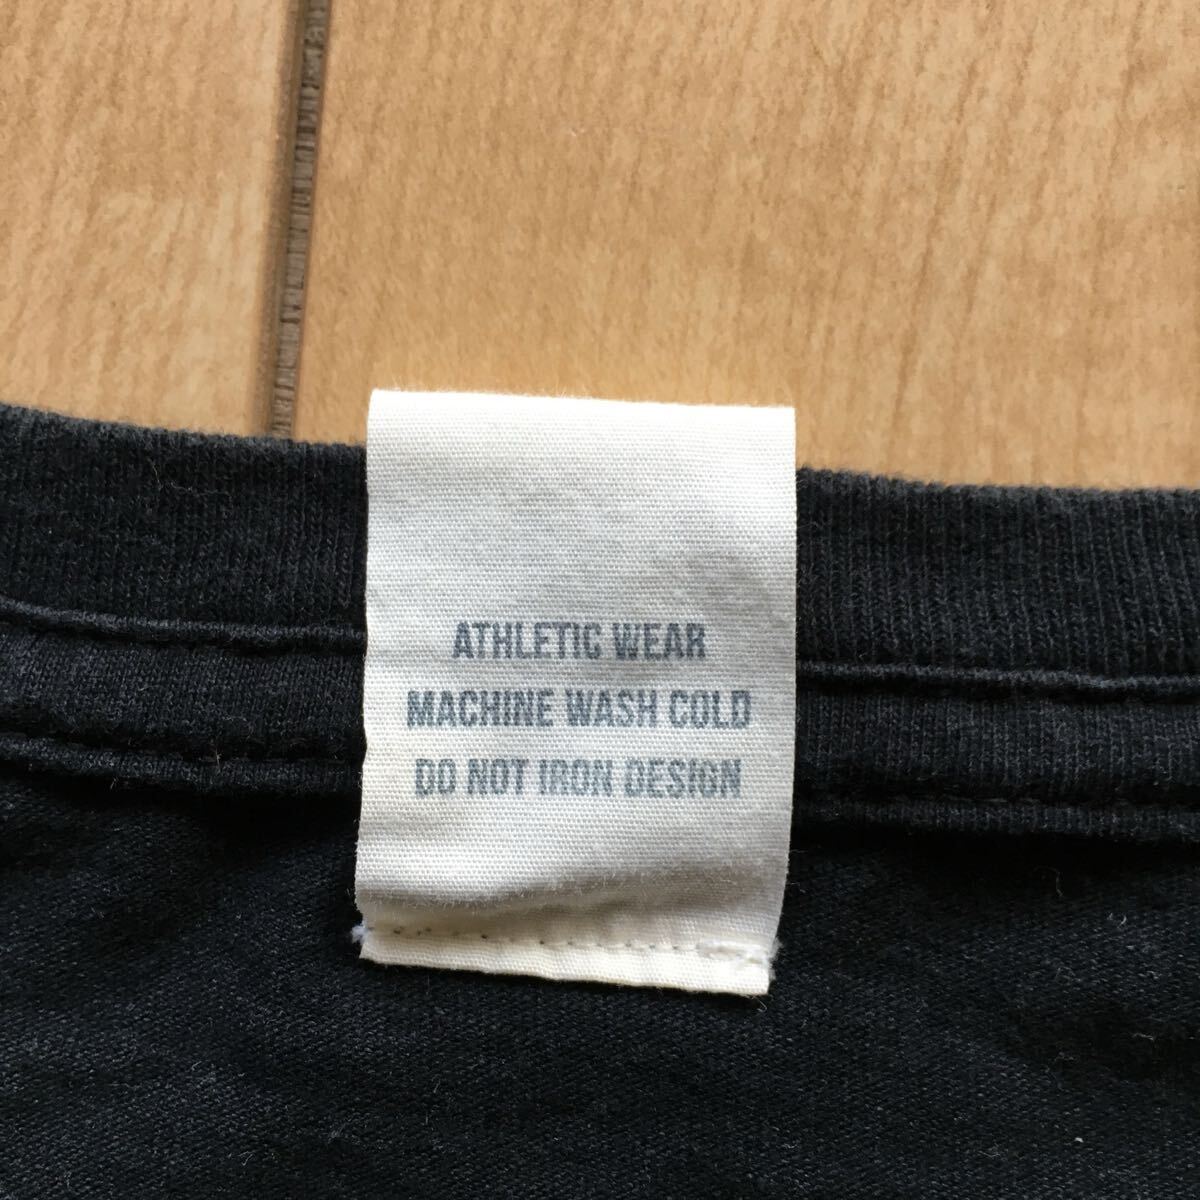 ATHLETIC WEAR
MACHINE WASH COLD
DO NOT IRON DESIGN